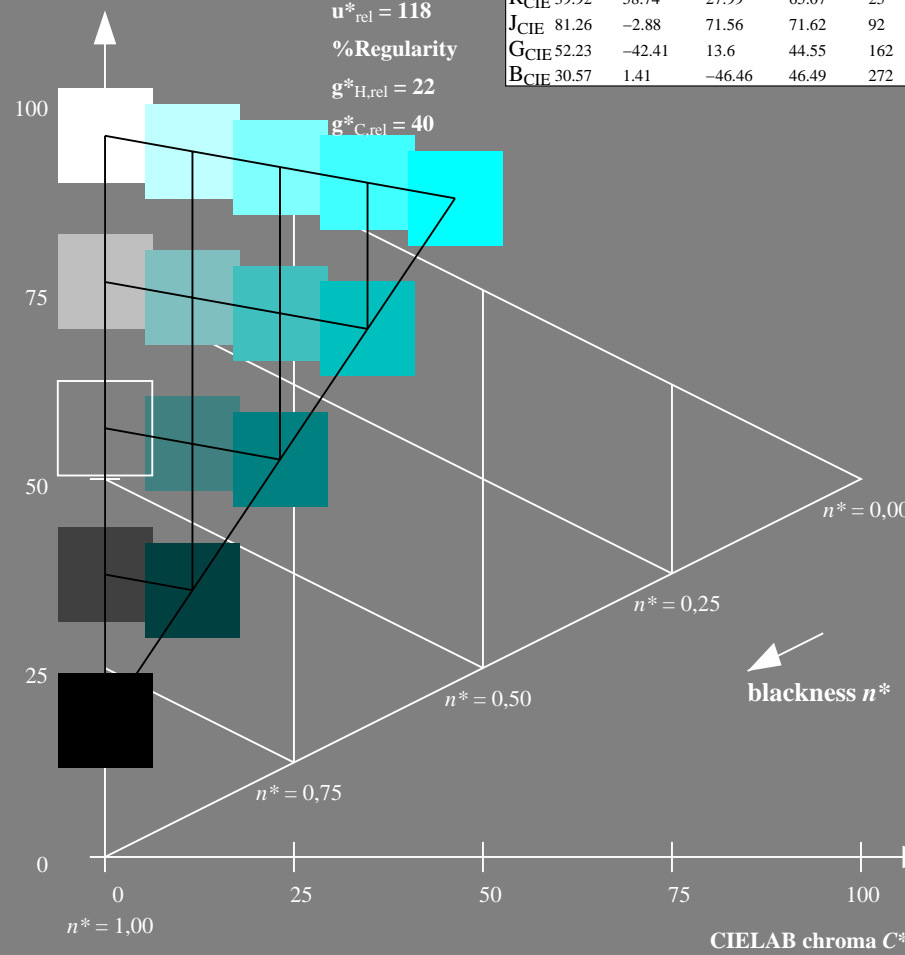 u*rel = 118
%Regularity
g*H,rel = 22
g*C,rel = 40
JCIE 81.26 −2.88 71.56 71.62 92
GCIE 52.23 −42.41 13.6 44.55 162
BCIE 30.57 1.41 −46.46 46.49 272
100
75
50
25
0
n* = 0,00
n* = 0,25
n* = 0,50
n* = 0,75
blackness n*
0 25 50 75 100
n* = 1,00
CIELAB chroma C*